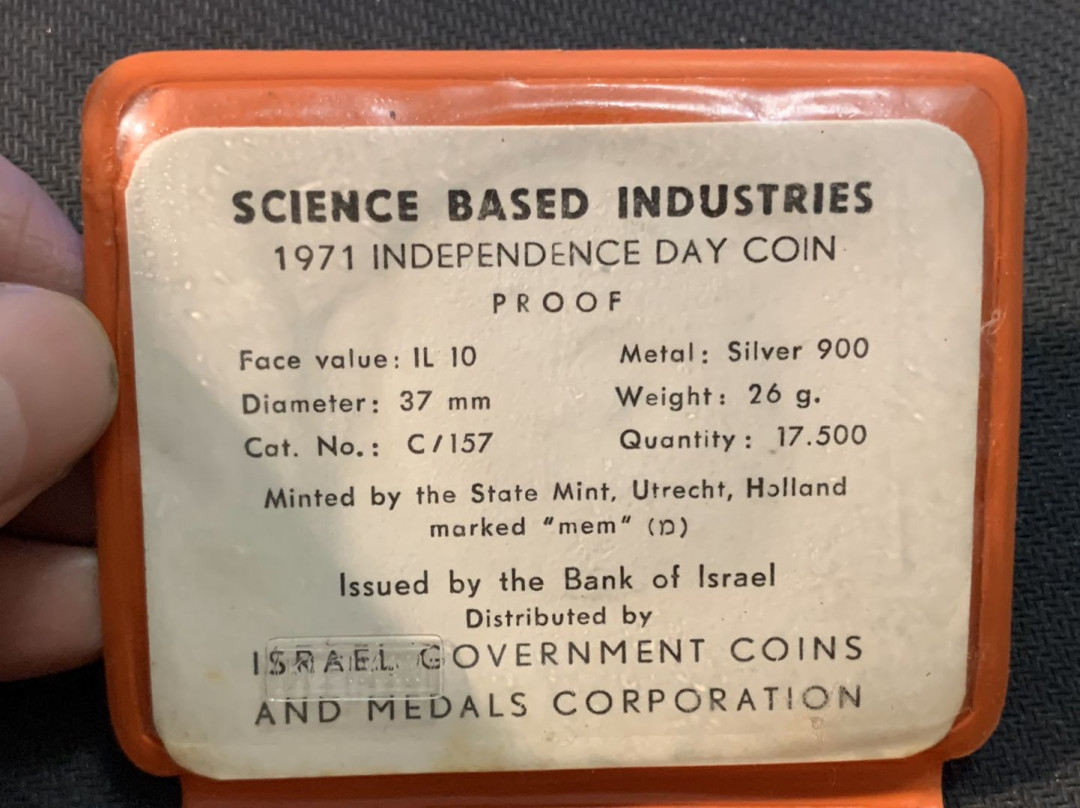 SCIENCE BASED INDUSTRIES
1971 INDEPENDENCE DAY COIN
PROOF
Face value: IL 10 Metal: Silver 900
Diameter: 37 mm Weight: 26 g.
Cat. No.: C/157 Quantity: 17.500
Minted by the State Mint, Utrecht, Holland
marked "mem" (מ)
Issued by the Bank of Israel
Distributed by
ISRAEL GOVERNMENT COINS
AND MEDALS CORPORATION